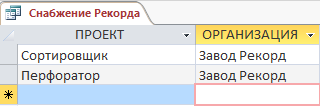 Снабжение Рекорда
ПРОЕКТ ОРГАНИЗАЦИЯ
Сортировщик Завод Рекорд
Перфоратор Завод Рекорд